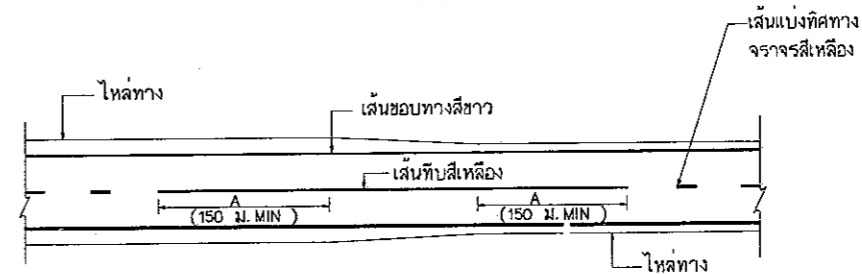 เส้นแบ่งทิศทาง
จราจรสีเหลือง
ไหล่ทาง
เส้นขอบทางสีขาว
เส้นทึบสีเหลือง
A
(150 ม. MIN )
A
(150 ม. MIN )
ไหล่ทาง